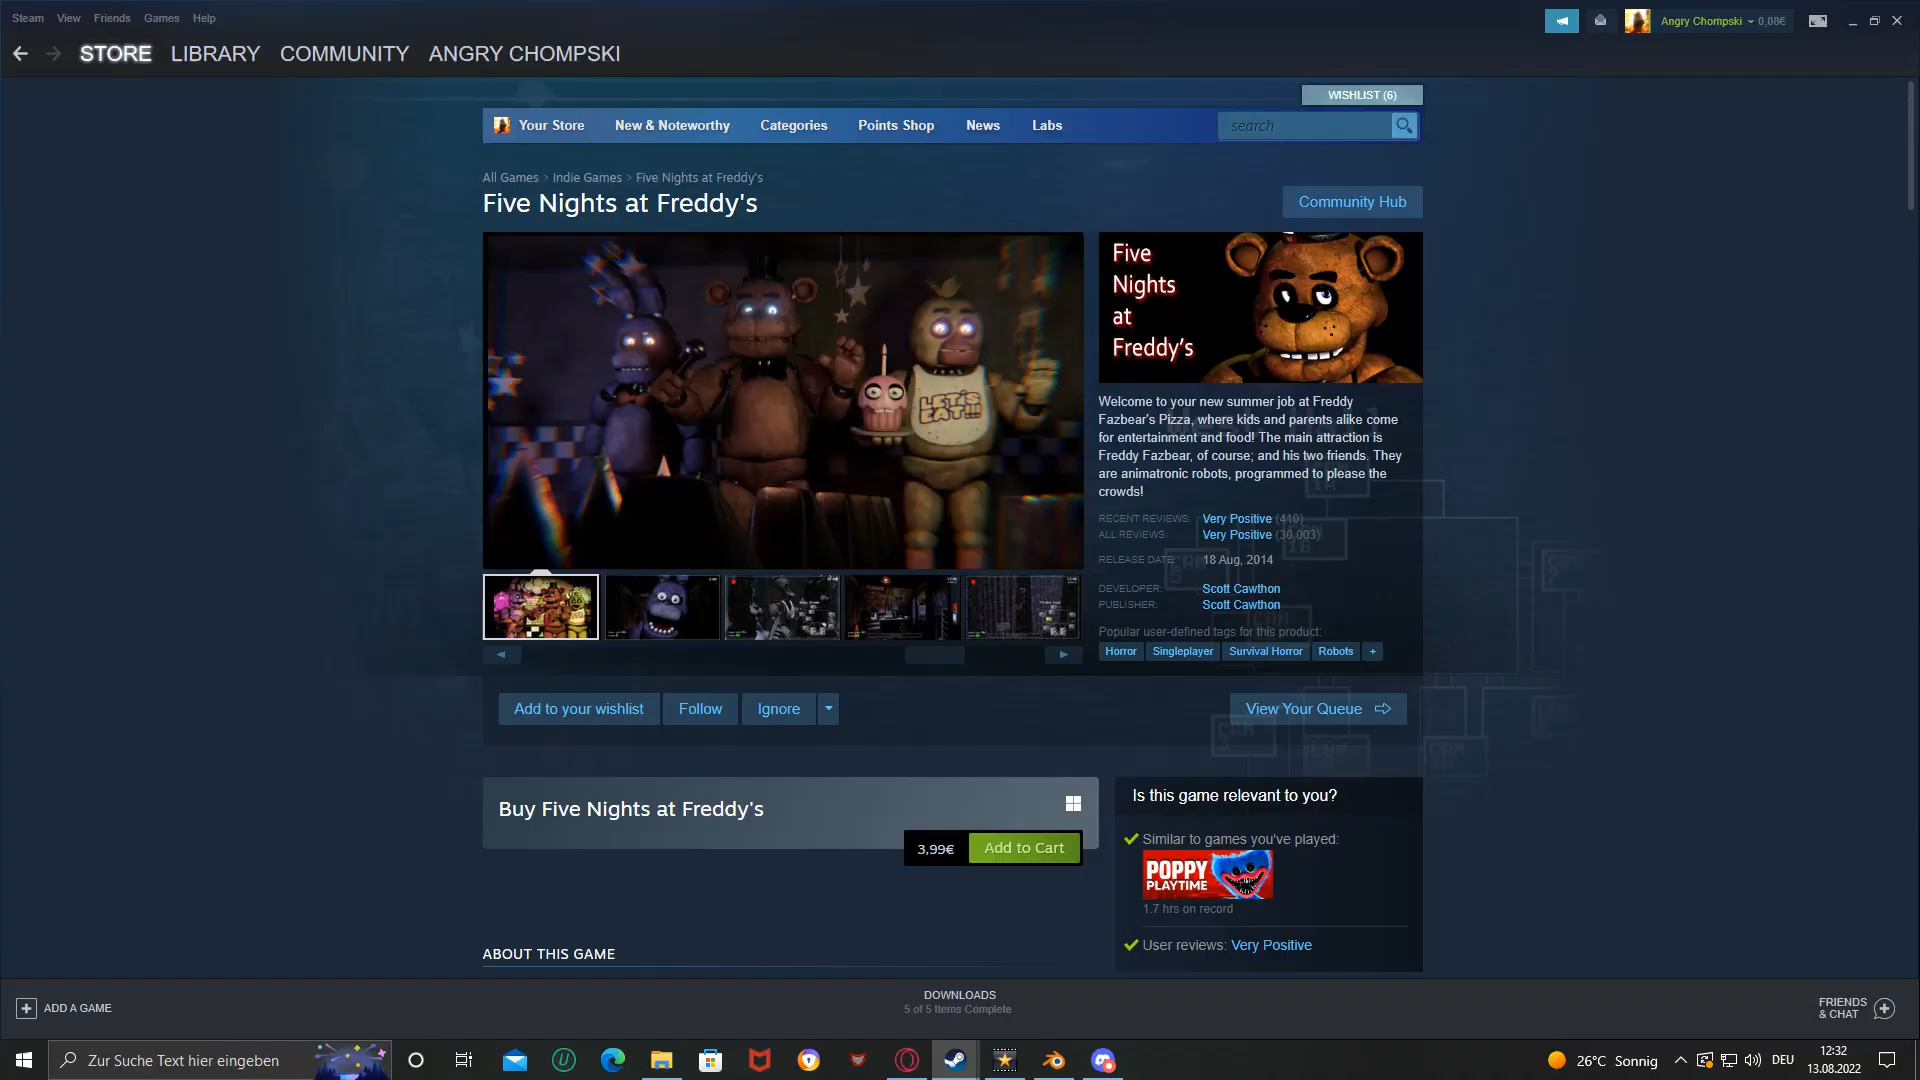 Steam View Friends Games Help
Angry Chompski 0,08€
STORE LIBRARY COMMUNITY ANGRY CHOMPSKI
WISHLIST (6)
Your Store New & Noteworthy Categories Points Shop News Labs search
All Games > Indie Games > Five Nights at Freddy's
Five Nights at Freddy's
Community Hub
LET'S
EAT!!!
Five
Nights
at
Freddy's
Welcome to your new summer job at Freddy
Fazbear's Pizza, where kids and parents alike come
for entertainment and food! The main attraction is
Freddy Fazbear, of course; and his two friends. They
are animatronic robots, programmed to please the
crowds!
RECENT REVIEWS: Very Positive (410)
ALL REVIEWS: Very Positive (30,003)
RELEASE DATE: 18 Aug, 2014
DEVELOPER: Scott Cawthon
PUBLISHER: Scott Cawthon
Popular user-defined tags for this product:
Horror Singleplayer Survival Horror Robots +
Add to your wishlist Follow Ignore View Your Queue
Buy Five Nights at Freddy's
3,99€ Add to Cart
Is this game relevant to you?
Similar to games you've played:
POPPY
PLAYTIME
1.7 hrs on record
User reviews: Very Positive
ABOUT THIS GAME
ADD A GAME
DOWNLOADS
5 of 5 Items Complete
FRIENDS
& CHAT
Zur Suche Text hier eingeben
26°C Sonnig
DEU
12:32
13.08.2022